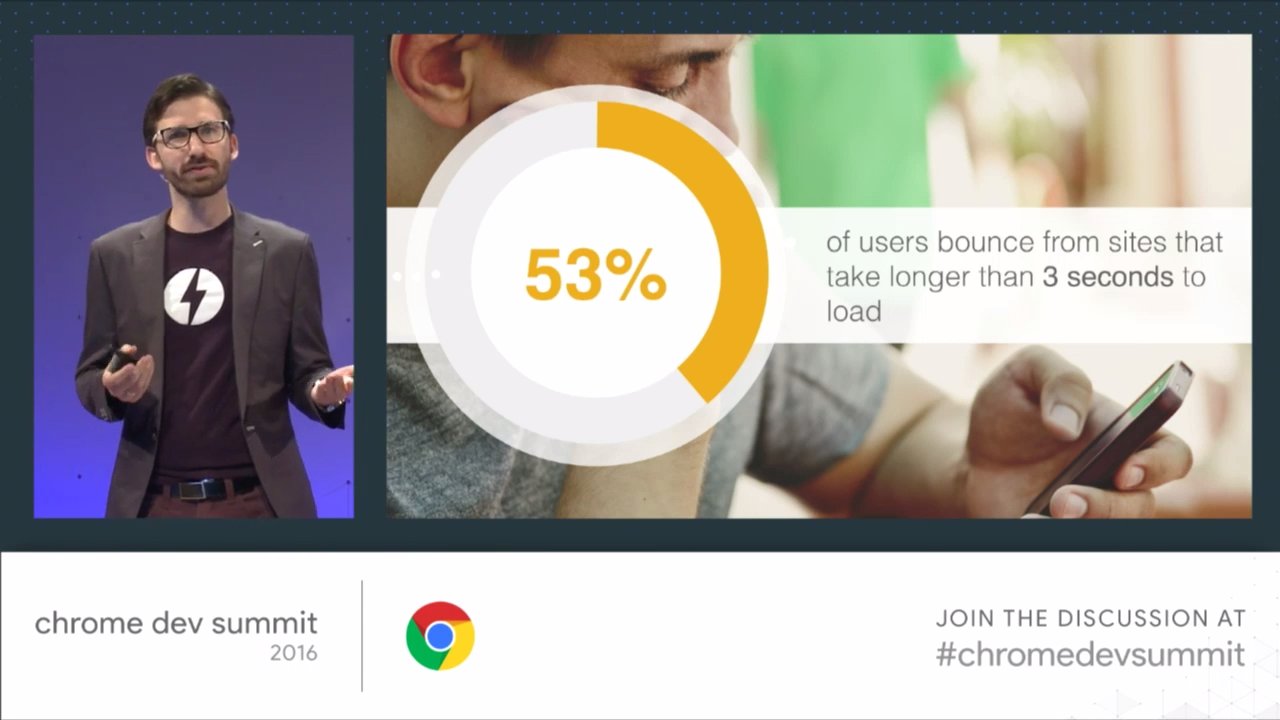 53%
of users bounce from sites that
take longer than 3 seconds to
load
chrome dev summit
2016
JOIN THE DISCUSSION AT
#chromedevsummit